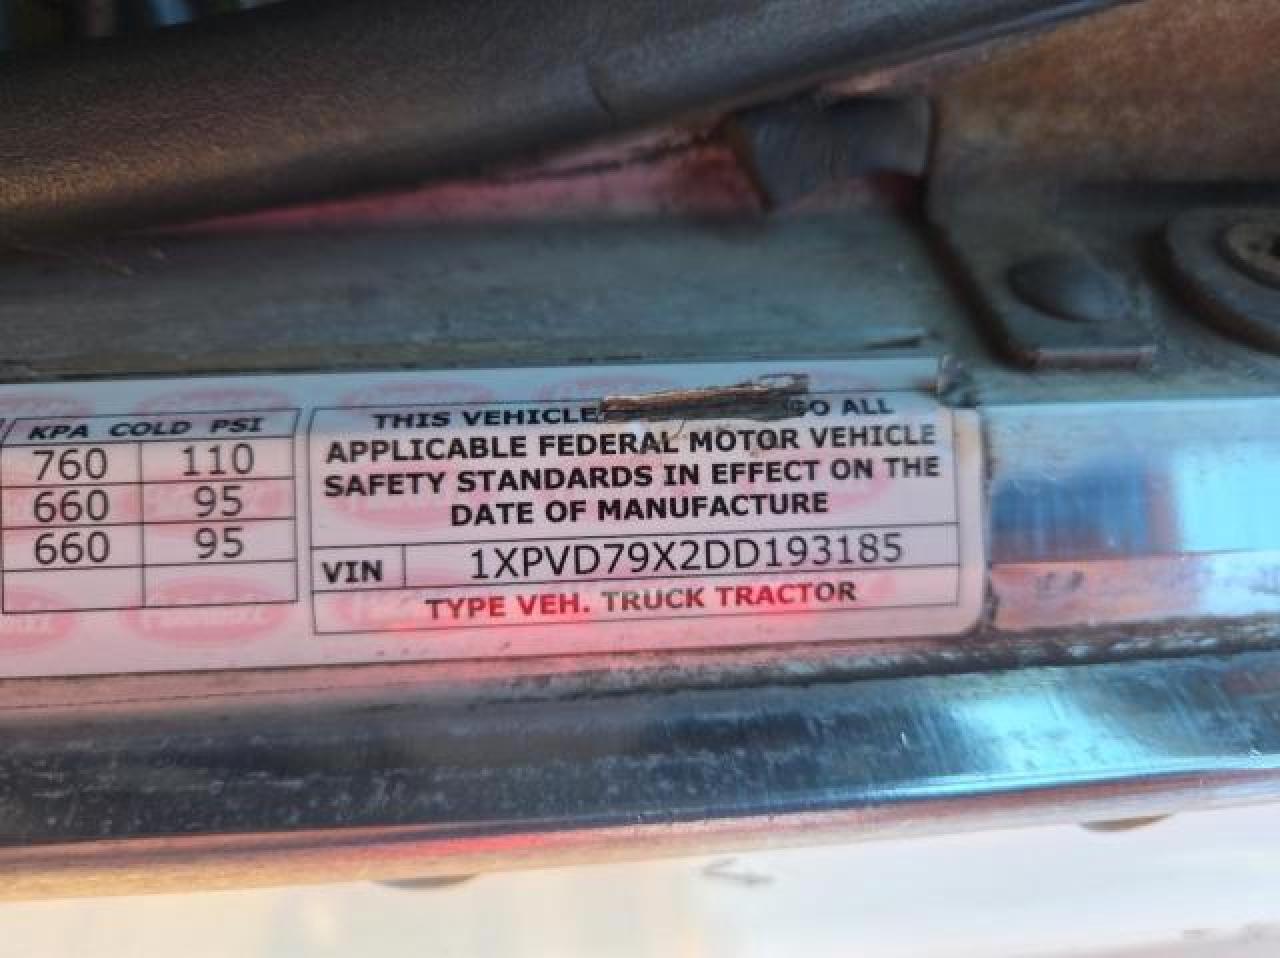 KPA COLD PSI
760 110
660 95
660 95
THIS VEHICLE O ALL
APPLICABLE FEDERAL MOTOR VEHICLE
SAFETY STANDARDS IN EFFECT ON THE
DATE OF MANUFACTURE
VIN 1XPVD79X2DD193185
TYPE VEH. TRUCK TRACTOR